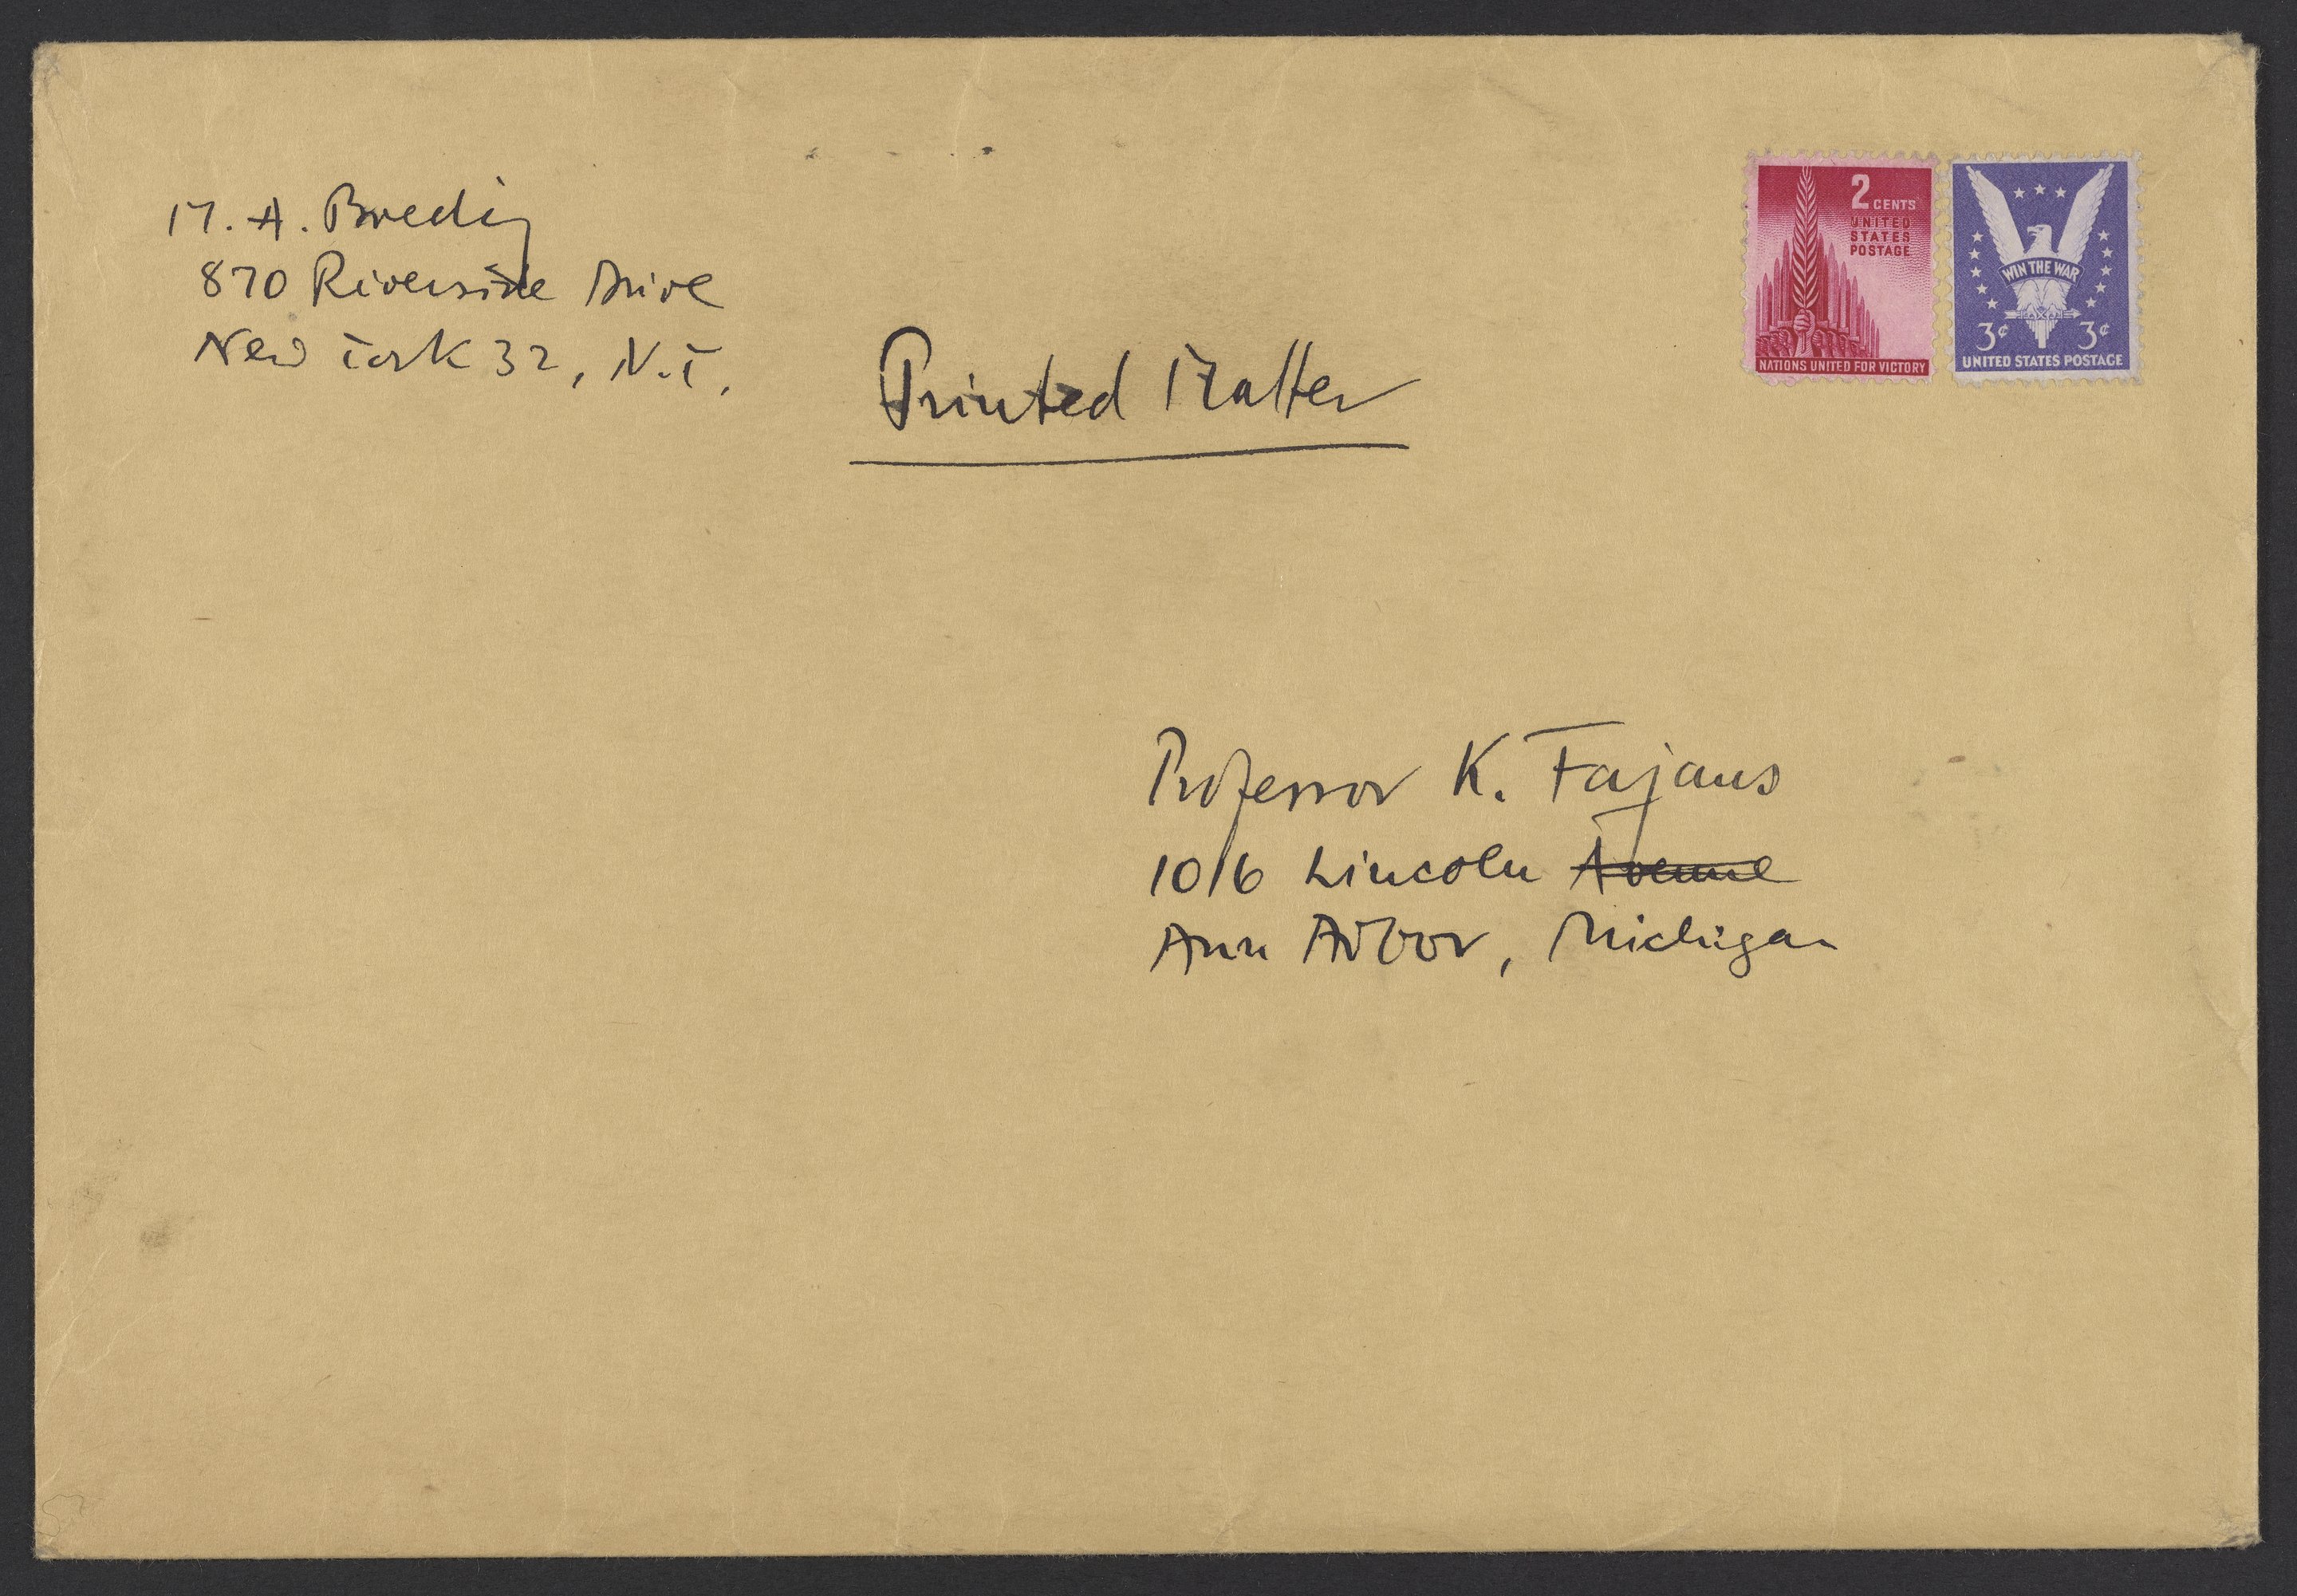 M. A. Bredig
870 Riverside Drive
New York 32, N.Y.
Printed Matter
2 CENTS
UNITED
STATES
POSTAGE
NATIONS UNITED FOR VICTORY
WIN THE WAR
3¢ 3¢
UNITED STATES POSTAGE
Professor K. Fajans
1016 Lincoln Avenue
Ann Arbor, Michigan